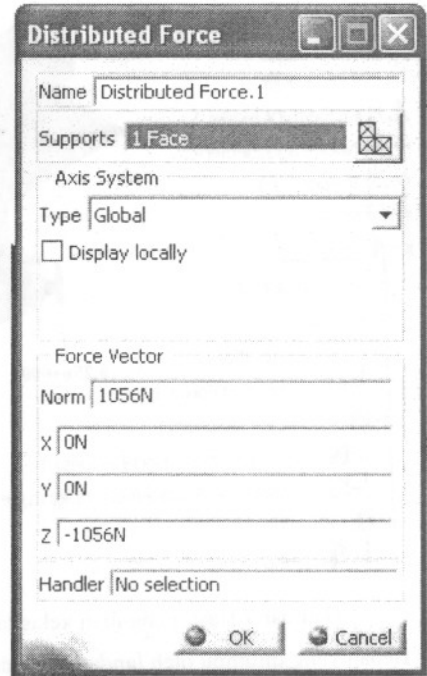 Distributed Force
Name Distributed Force.1
Supports 1 Face
Axis System
Type Global
Display locally
Force Vector
Norm 1056N
X 0N
Y 0N
Z -1056N
Handler No selection
OK Cancel